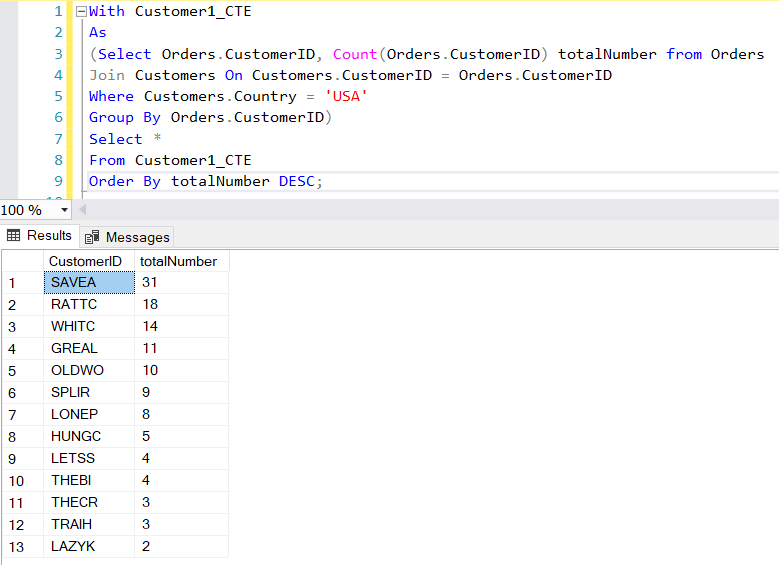 1 With Customer1_CTE
2 As
3 (Select Orders.CustomerID, Count(Orders.CustomerID) totalNumber from Orders
4 Join Customers On Customers.CustomerID = Orders.CustomerID
5 Where Customers.Country = 'USA'
6 Group By Orders.CustomerID)
7 Select *
8 From Customer1_CTE
9 Order By totalNumber DESC;
100 %
Results Messages
CustomerID totalNumber
1 SAVEA 31
2 RATTC 18
3 WHITC 14
4 GREAL 11
5 OLDWO 10
6 SPLIR 9
7 LONEP 8
8 HUNGC 5
9 LETSS 4
10 THEBI 4
11 THECR 3
12 TRAIH 3
13 LAZYK 2